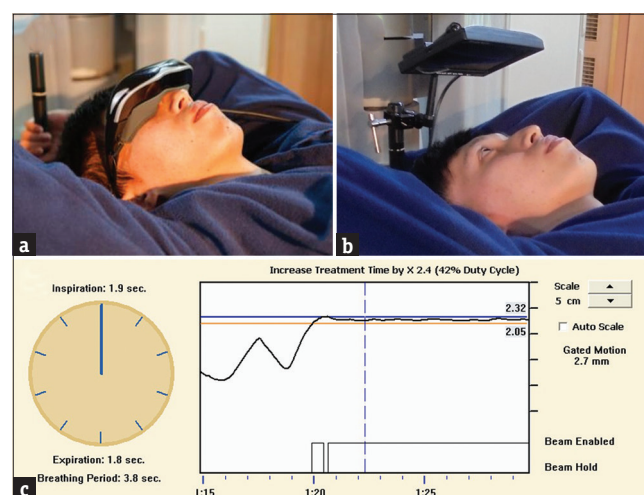 a
b
Increase Treatment Time by X 2.4 (42% Duty Cycle)
Inspiration: 1.9 sec.
Scale
5 cm
2.32
2.05
Auto Scale
Gated Motion
2.7 mm
Beam Enabled
Expiration: 1.8 sec.
Beam Hold
Breathing Period: 3.8 sec.
c
1:15
1:20
1:25